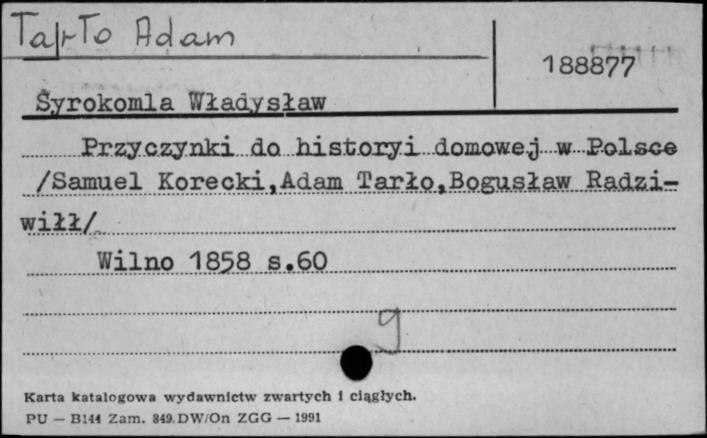 Tarło Adam
188877
Syrokomla Władysław
Przyczynki do historyi domowej w Polsce
/Samuel Korecki,Adam Tarło,Bogusław Radzi-
wiłł/
Wilno 1858 s.60
g
Karta katalogowa wydawnictw zwartych i ciągłych.
PU — B144 Zam. 849.DW/On ZGG — 1991